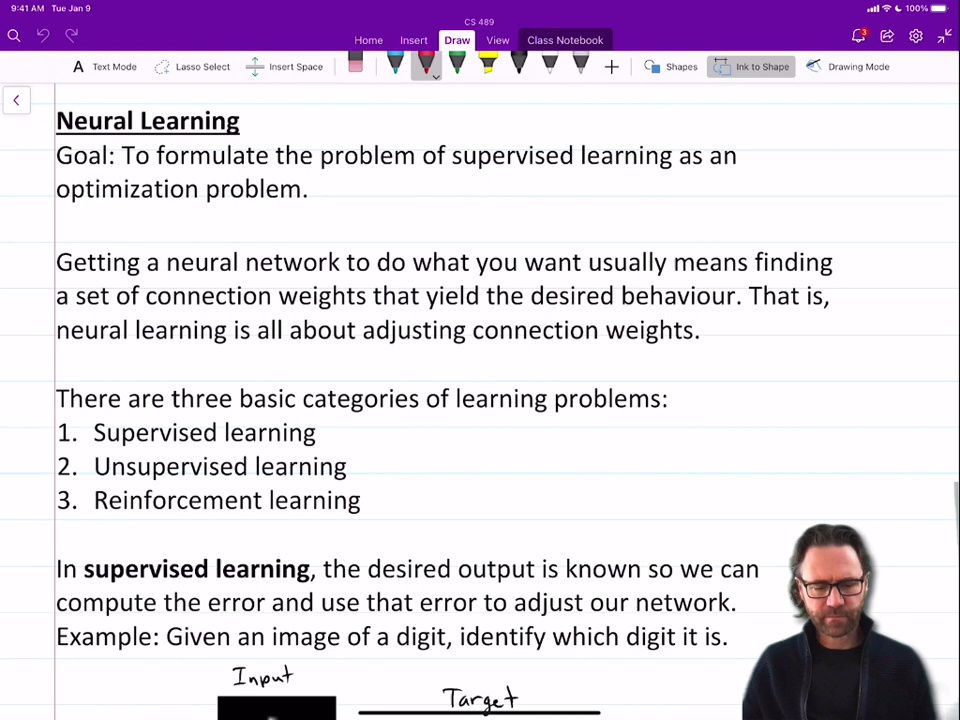 9:41 AM Tue Jan 9
100%
CS 489
Home Insert Draw View Class Notebook
3
A Text Mode Lasso Select Insert Space Shapes Ink to Shape Drawing Mode
Neural Learning
Goal: To formulate the problem of supervised learning as an
optimization problem.
Getting a neural network to do what you want usually means finding
a set of connection weights that yield the desired behaviour. That is,
neural learning is all about adjusting connection weights.
There are three basic categories of learning problems:
1. Supervised learning
2. Unsupervised learning
3. Reinforcement learning
In supervised learning, the desired output is known so we can
compute the error and use that error to adjust our network.
Example: Given an image of a digit, identify which digit it is.
Input
Target